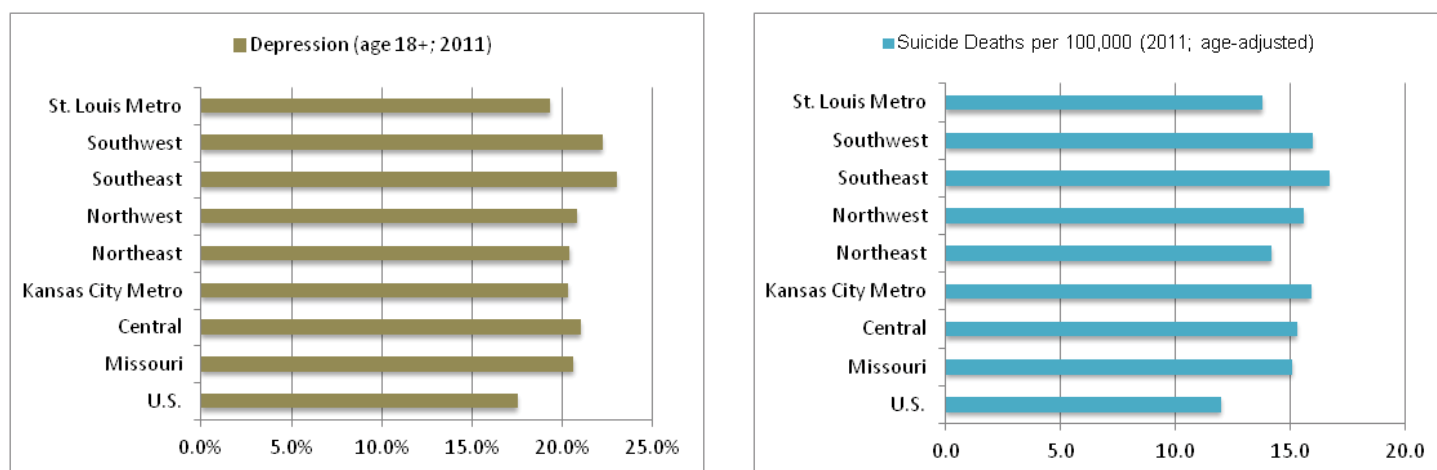 Depression (age 18+; 2011)
St. Louis Metro
Southwest
Southeast
Northwest
Northeast
Kansas City Metro
Central
Missouri
U.S.
0.0% 5.0% 10.0% 15.0% 20.0% 25.0%
Suicide Deaths per 100,000 (2011; age-adjusted)
St. Louis Metro
Southwest
Southeast
Northwest
Northeast
Kansas City Metro
Central
Missouri
U.S.
0.0 5.0 10.0 15.0 20.0